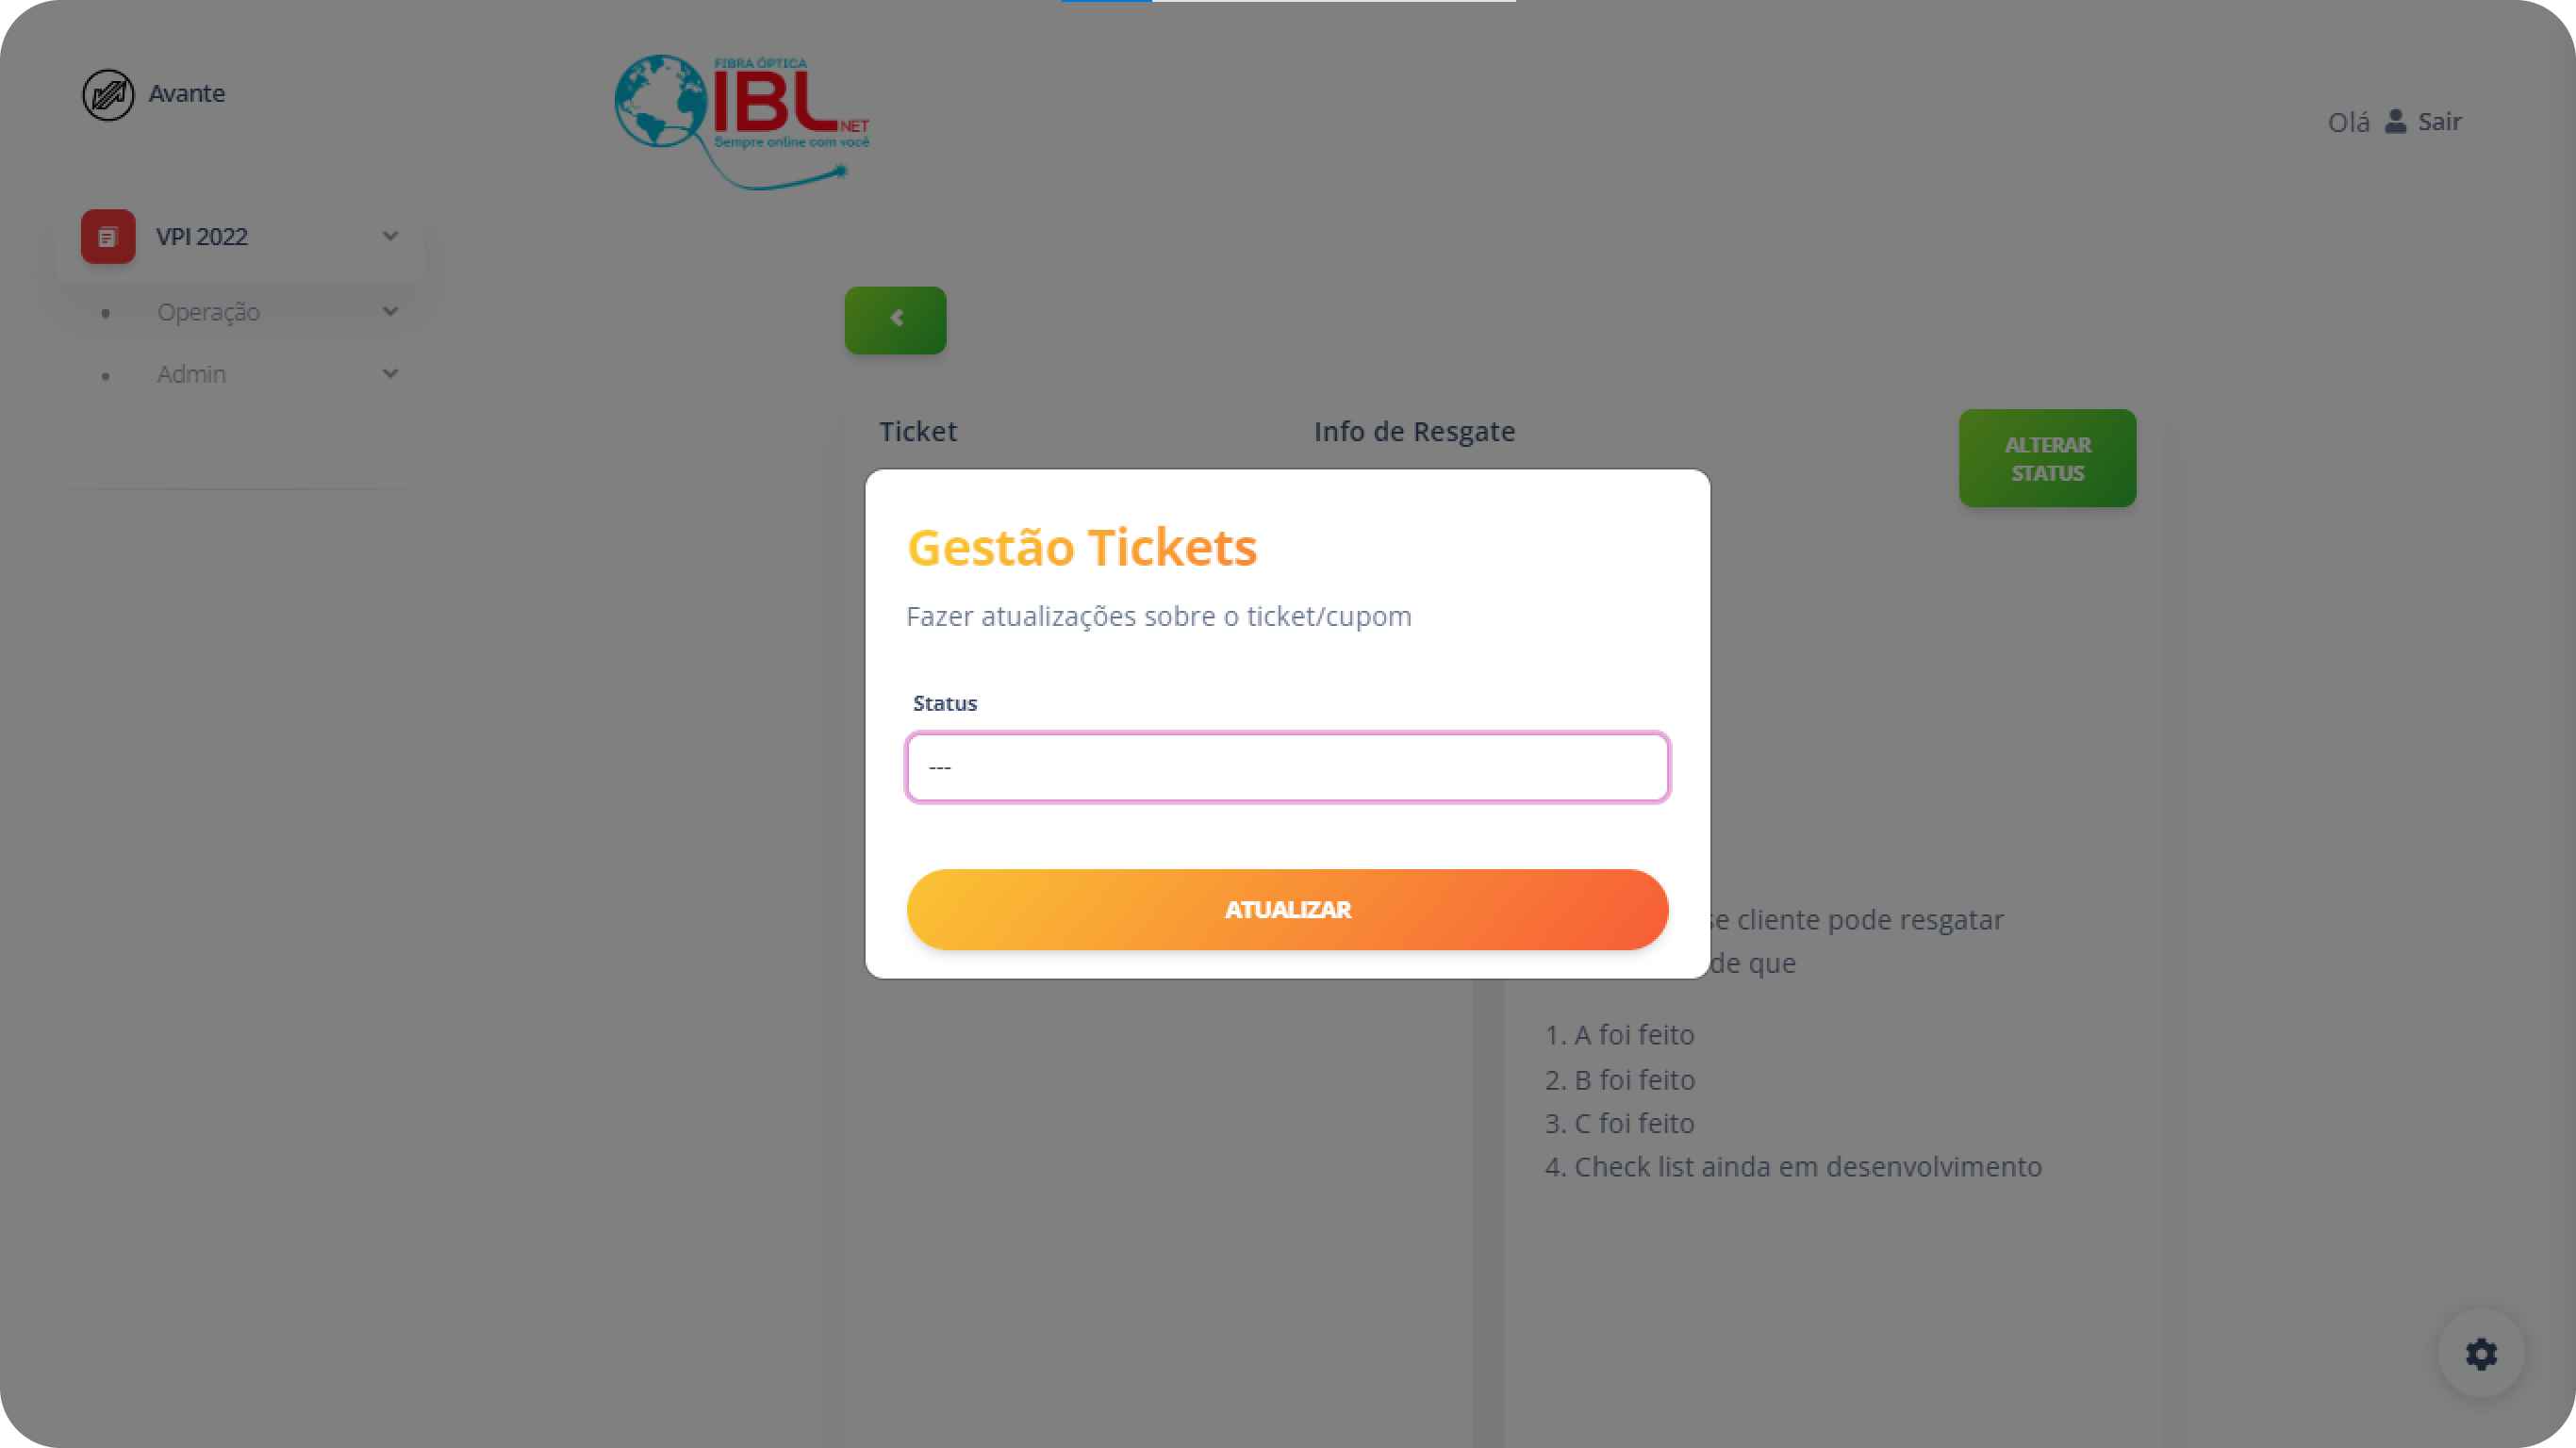 Avante
FIBRA ÓPTICA
IBL NET
Sempre online com você
Olá Sair
VPI 2022
Operação
Admin
Ticket
Info de Resgate
ALTERAR
STATUS
Gestão Tickets
Fazer atualizações sobre o ticket/cupom
Status
---
ATUALIZAR
cliente pode resgatar
de que
1. A foi feito
2. B foi feito
3. C foi feito
4. Check list ainda em desenvolvimento